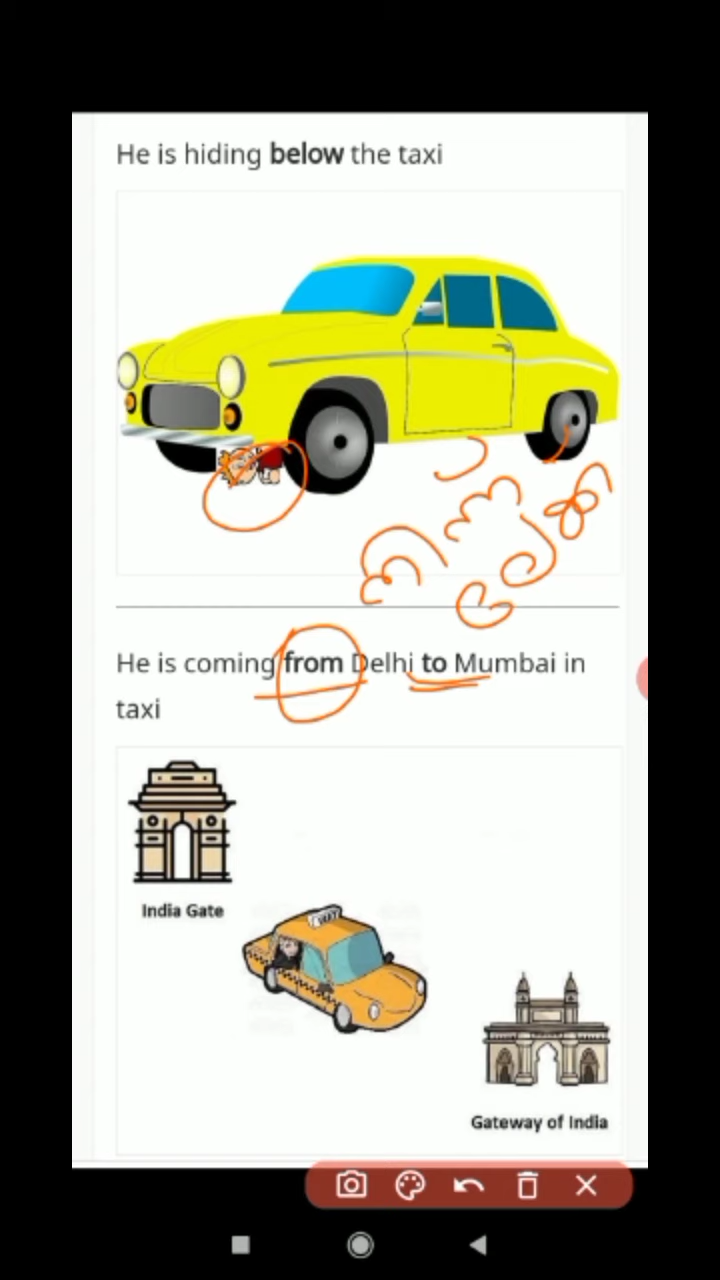 He is hiding below the taxi
He is coming from Delhi to Mumbai in
taxi
India Gate
TAXI
Gateway of India